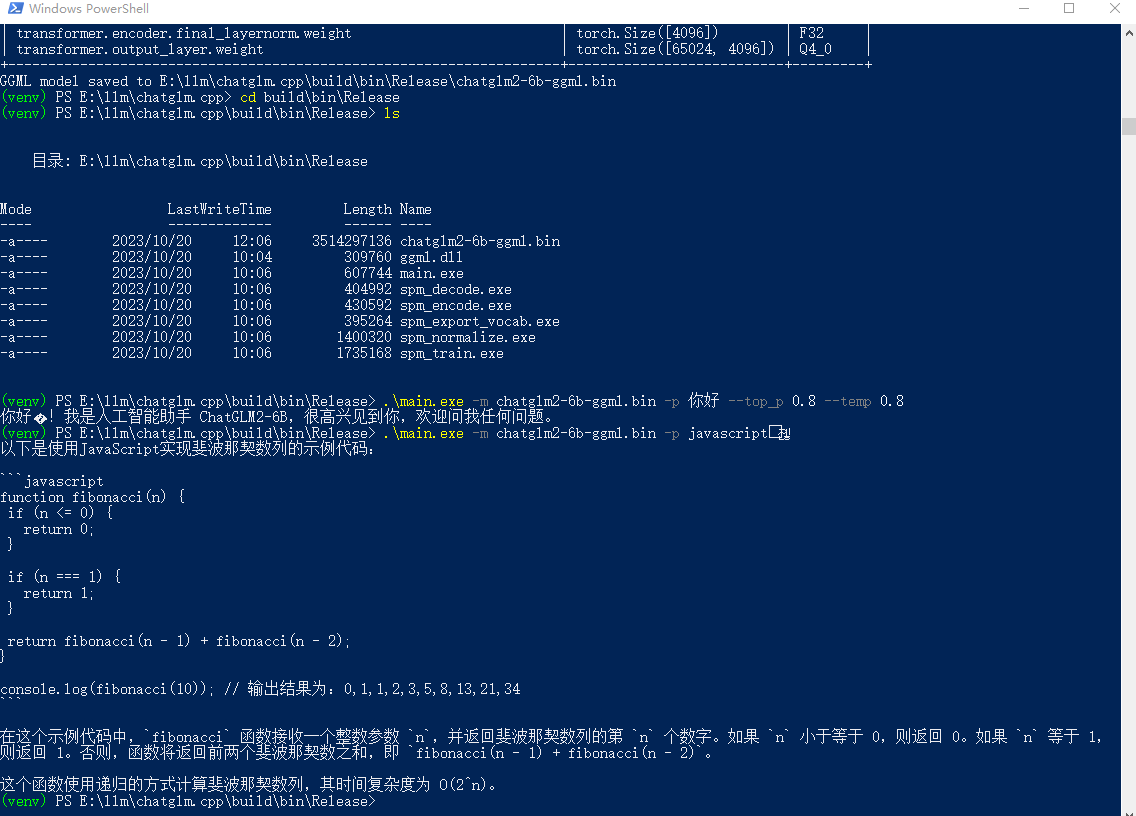 Windows PowerShell
| transformer.encoder.final_layernorm.weight | torch.Size([4096]) | F32 |
| transformer.output_layer.weight | torch.Size([65024, 4096]) | Q4_0 |
GGML model saved to E:\llm\chatglm.cpp\build\bin\Release\chatglm2-6b-ggml.bin
(venv) PS E:\llm\chatglm.cpp> cd build\bin\Release
(venv) PS E:\llm\chatglm.cpp\build\bin\Release> ls
目录: E:\llm\chatglm.cpp\build\bin\Release
Mode LastWriteTime Length Name
---- ------------- ------ ----
-a---- 2023/10/20 12:06 3514297136 chatglm2-6b-ggml.bin
-a---- 2023/10/20 10:04 309760 ggml.dll
-a---- 2023/10/20 10:06 607744 main.exe
-a---- 2023/10/20 10:06 404992 spm_decode.exe
-a---- 2023/10/20 10:06 430592 spm_encode.exe
-a---- 2023/10/20 10:06 395264 spm_export_vocab.exe
-a---- 2023/10/20 10:06 1400320 spm_normalize.exe
-a---- 2023/10/20 10:06 1735168 spm_train.exe
(venv) PS E:\llm\chatglm.cpp\build\bin\Release> .\main.exe -m chatglm2-6b-ggml.bin -p 你好 --top_p 0.8 --temp 0.8
你好�! 我是人工智能助手 ChatGLM2-6B，很高兴见到你，欢迎问我任何问题。
(venv) PS E:\llm\chatglm.cpp\build\bin\Release> .\main.exe -m chatglm2-6b-ggml.bin -p javascript
以下是使用JavaScript实现斐波那契数列的示例代码：
```javascript
function fibonacci(n) {
if (n <= 0) {
return 0;
}
if (n === 1) {
return 1;
}
return fibonacci(n - 1) + fibonacci(n - 2);
}
console.log(fibonacci(10)); // 输出结果为：0,1,1,2,3,5,8,13,21,34
```
在这个示例代码中，`fibonacci` 函数接收一个整数参数 `n`，并返回斐波那契数列的第 `n` 个数字。如果 `n` 小于等于 0，则返回 0。如果 `n` 等于 1，
则返回 1。否则，函数将返回前两个斐波那契数之和，即 `fibonacci(n - 1) + fibonacci(n - 2)`。
这个函数使用递归的方式计算斐波那契数列，其时间复杂度为 O(2^n)。
(venv) PS E:\llm\chatglm.cpp\build\bin\Release>